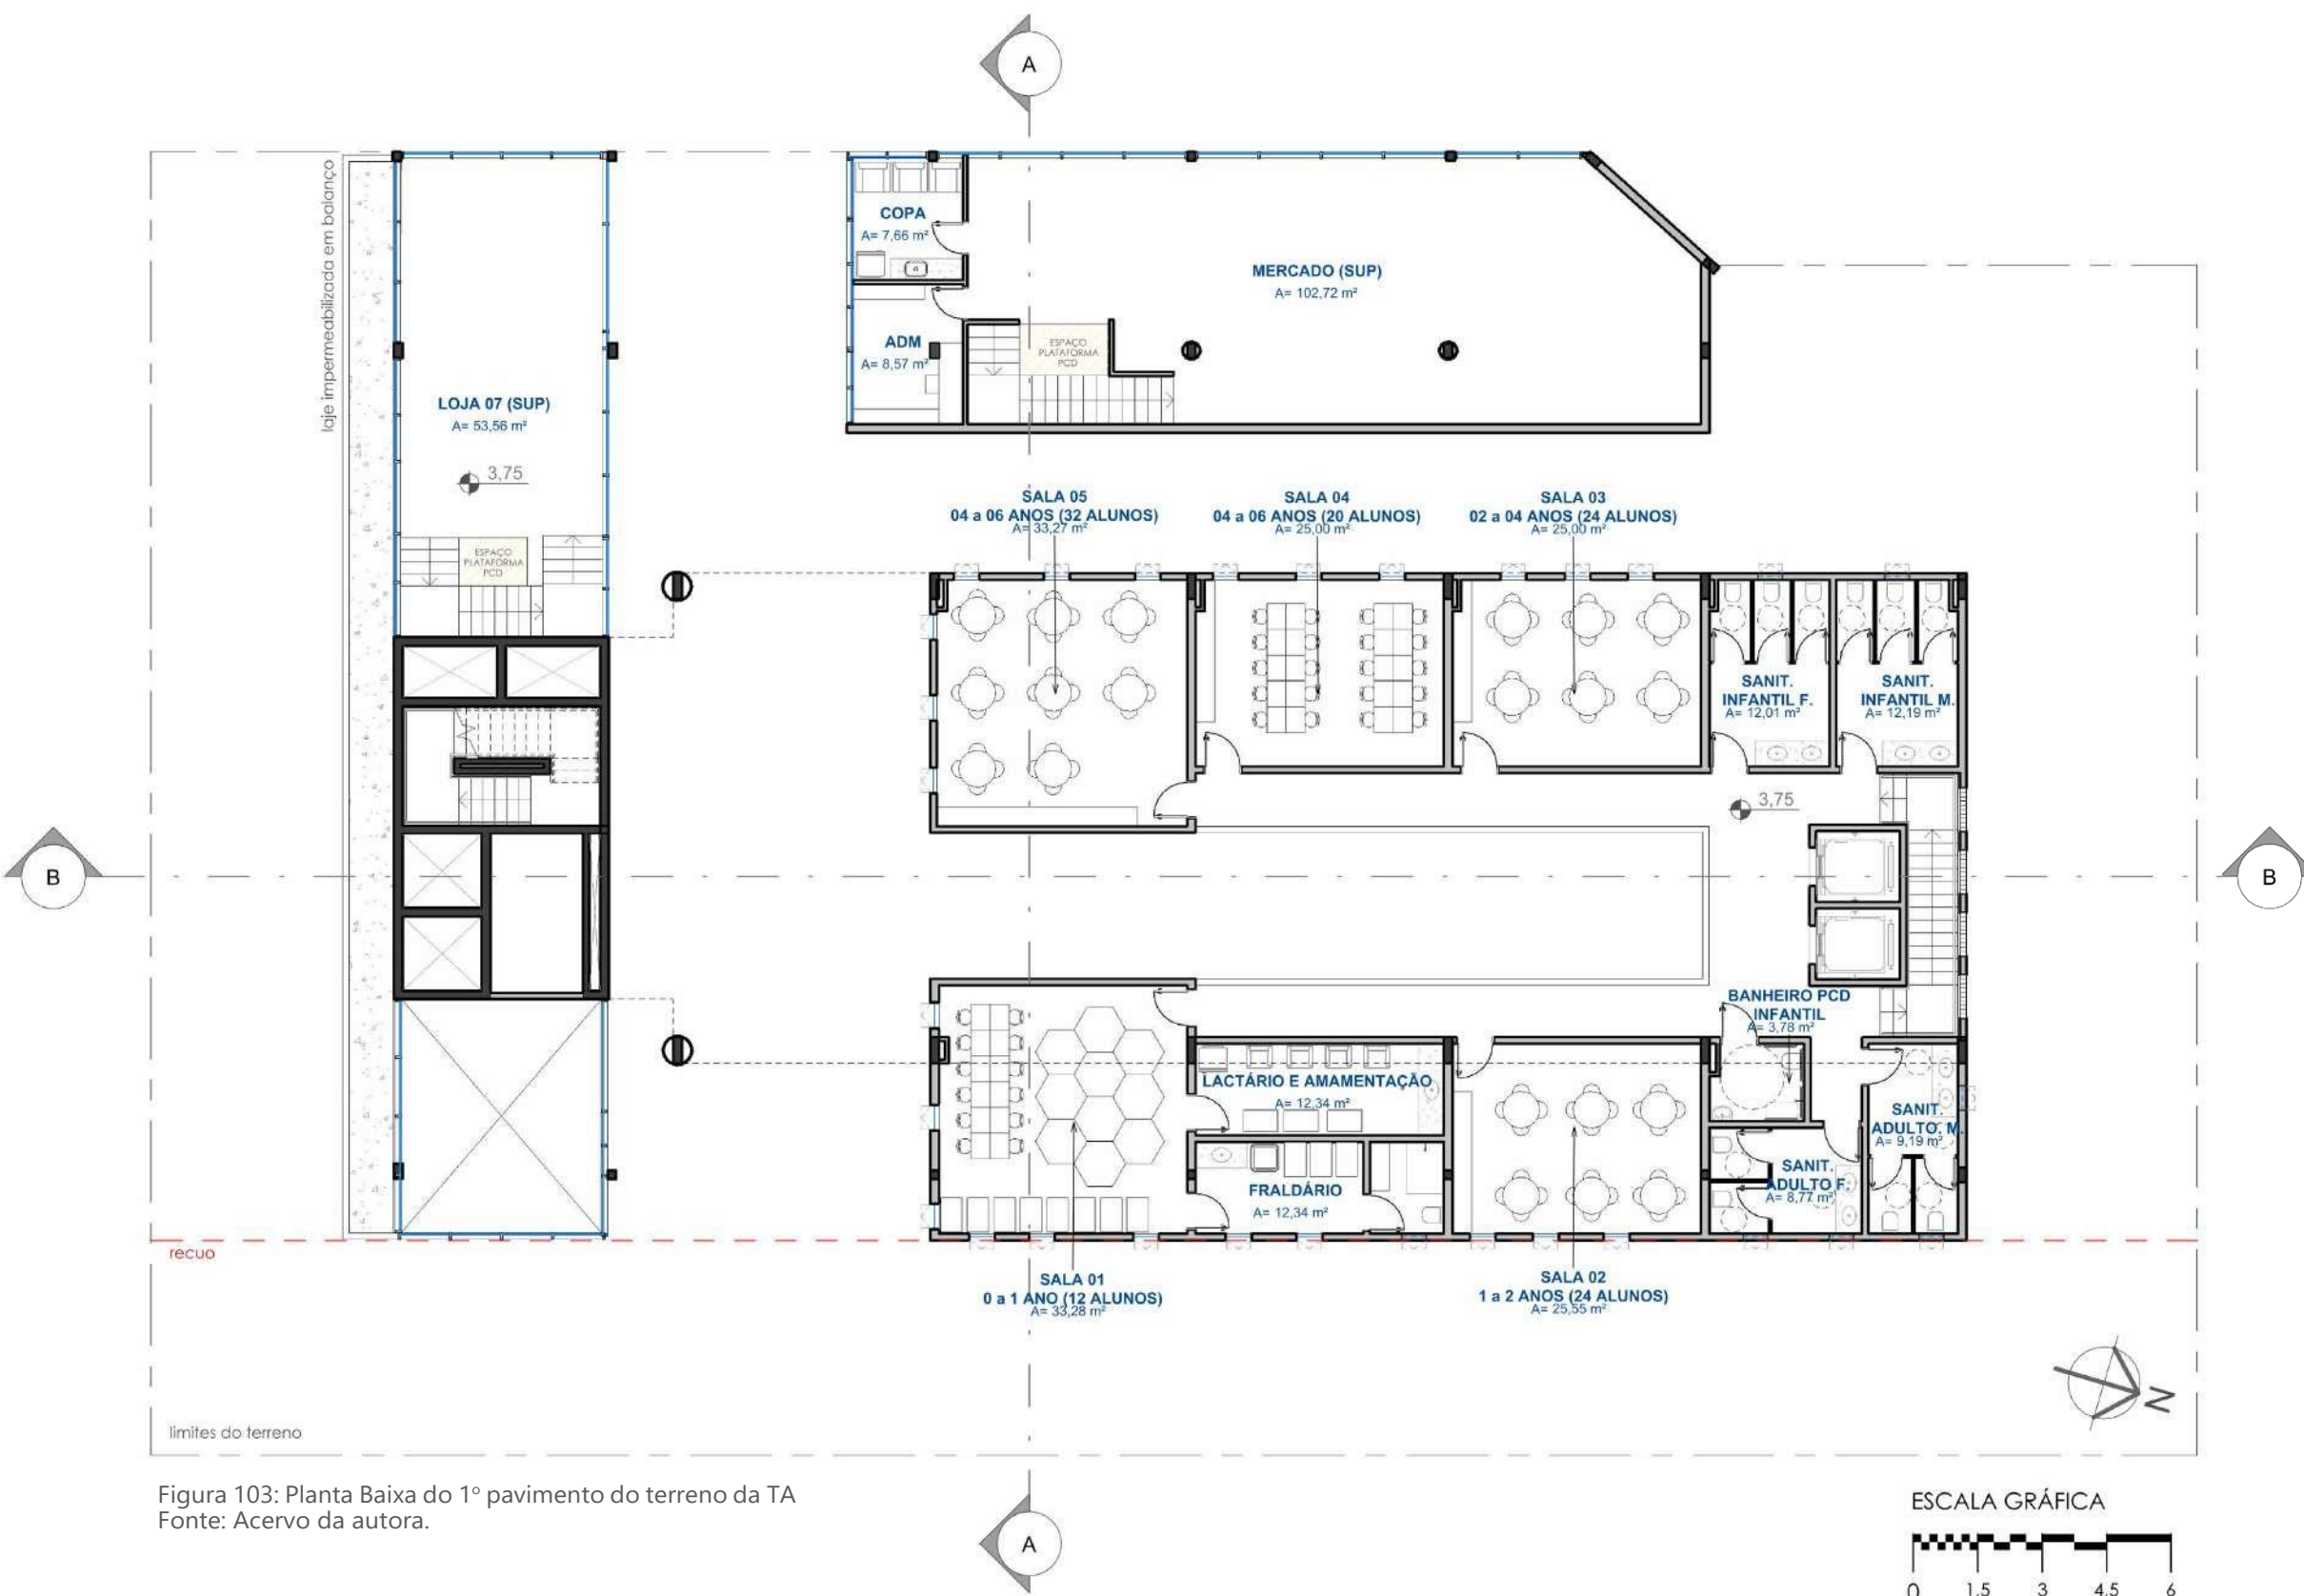 A
laje impermeabilizada em balanço
COPA
A= 7,66 m²
MERCADO (SUP)
A= 102,72 m²
ADM
A= 8,57 m²
ESPAÇO
PLATAFORMA
PCD
LOJA 07 (SUP)
A= 53,56 m²
3,75
ESPAÇO
PLATAFORMA
PCD
SALA 05
04 a 06 ANOS (32 ALUNOS)
A= 33,27 m²
SALA 04
04 a 06 ANOS (20 ALUNOS)
A= 25,00 m²
SALA 03
02 a 04 ANOS (24 ALUNOS)
A= 25,00 m²
SANIT.
INFANTIL F.
A= 12,01 m²
SANIT.
INFANTIL M.
A= 12,19 m²
3,75
B
B
BANHEIRO PCD
INFANTIL
A= 3,78 m²
LACTÁRIO E AMAMENTAÇÃO
A= 12,34 m²
SANIT.
ADULTO. M.
A= 9,19 m²
SANIT.
ADULTO F.
A= 8,77 m²
FRALDÁRIO
A= 12,34 m²
recuo
SALA 01
0 a 1 ANO (12 ALUNOS)
A= 33,28 m²
SALA 02
1 a 2 ANOS (24 ALUNOS)
A= 25,55 m²
N
limites do terreno
Figura 103: Planta Baixa do 1º pavimento do terreno da TA
Fonte: Acervo da autora.
A
ESCALA GRÁFICA
0 1,5 3 4,5 6